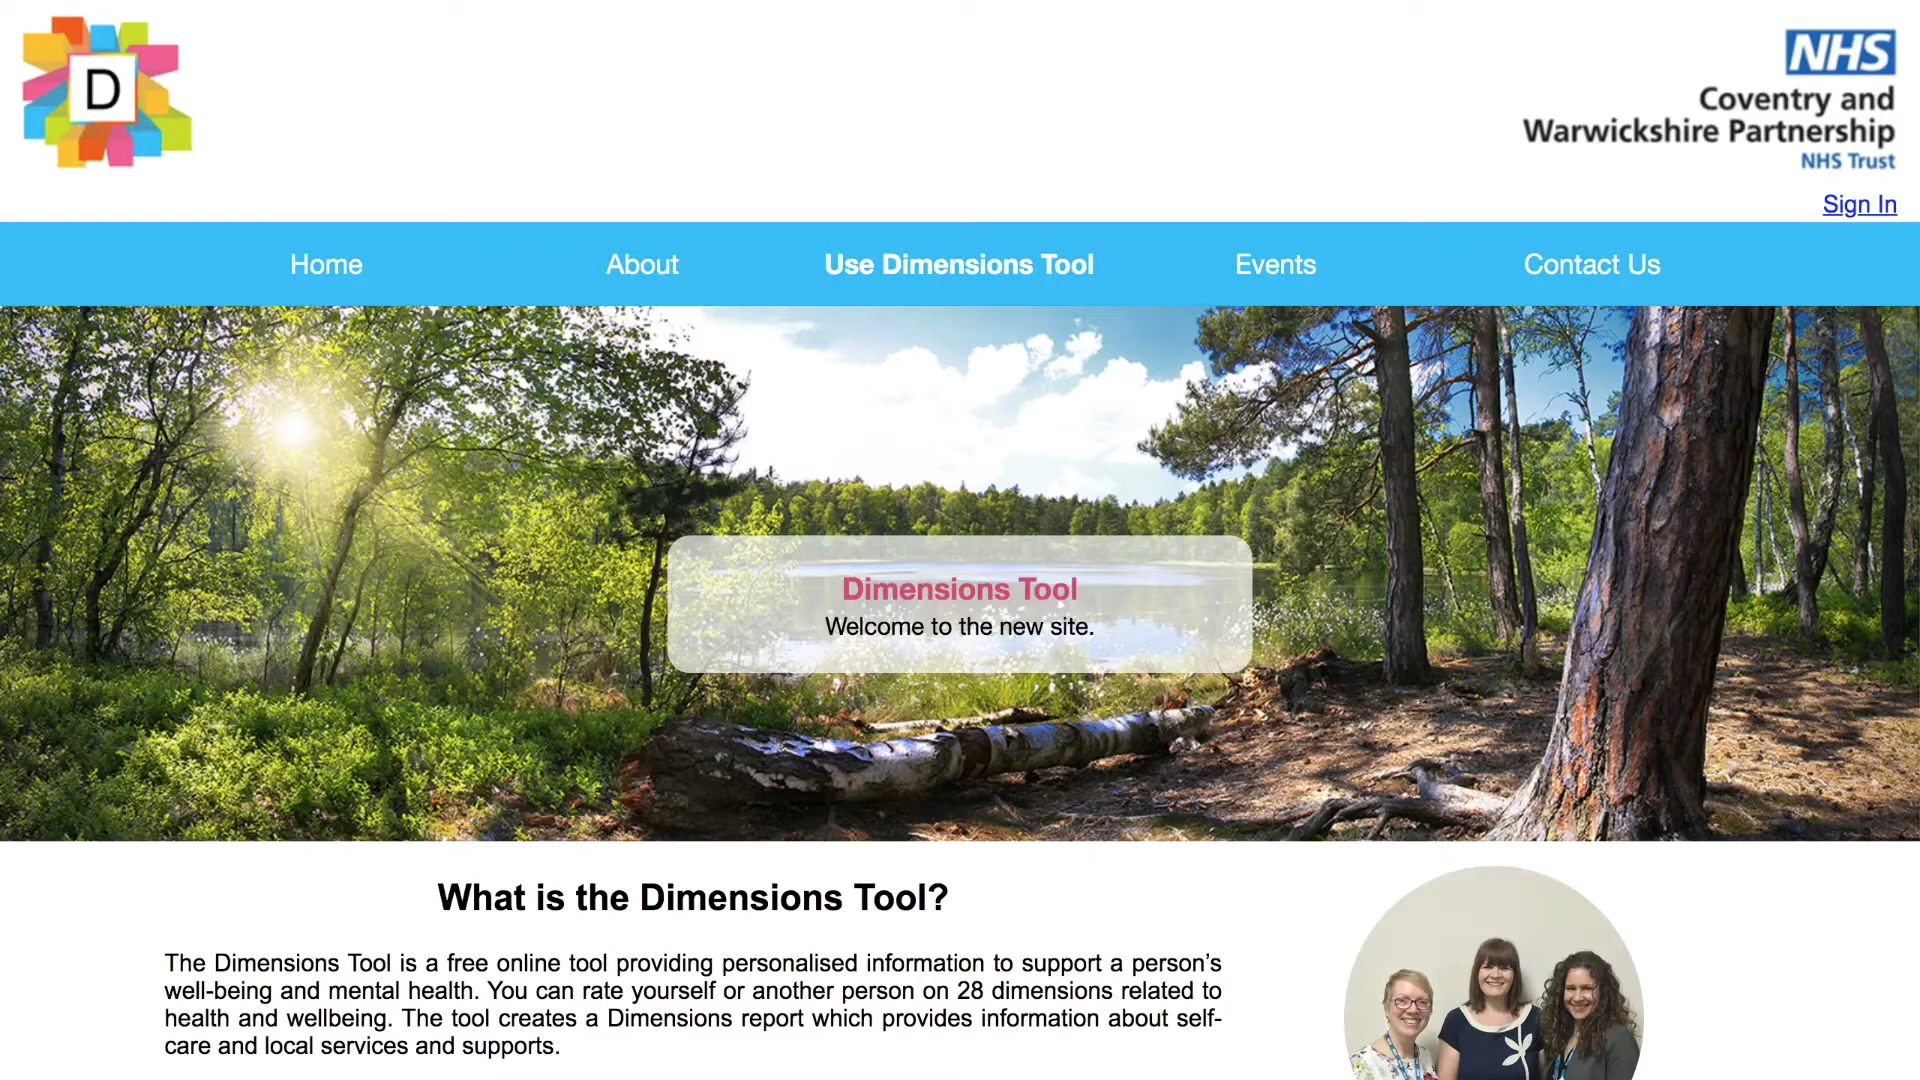 D
NHS
Coventry and
Warwickshire Partnership
NHS Trust
Sign In
Home About Use Dimensions Tool Events Contact Us
Dimensions Tool
Welcome to the new site.
What is the Dimensions Tool?
The Dimensions Tool is a free online tool providing personalised information to support a person’s
well-being and mental health. You can rate yourself or another person on 28 dimensions related to
health and wellbeing. The tool creates a Dimensions report which provides information about self-
care and local services and supports.